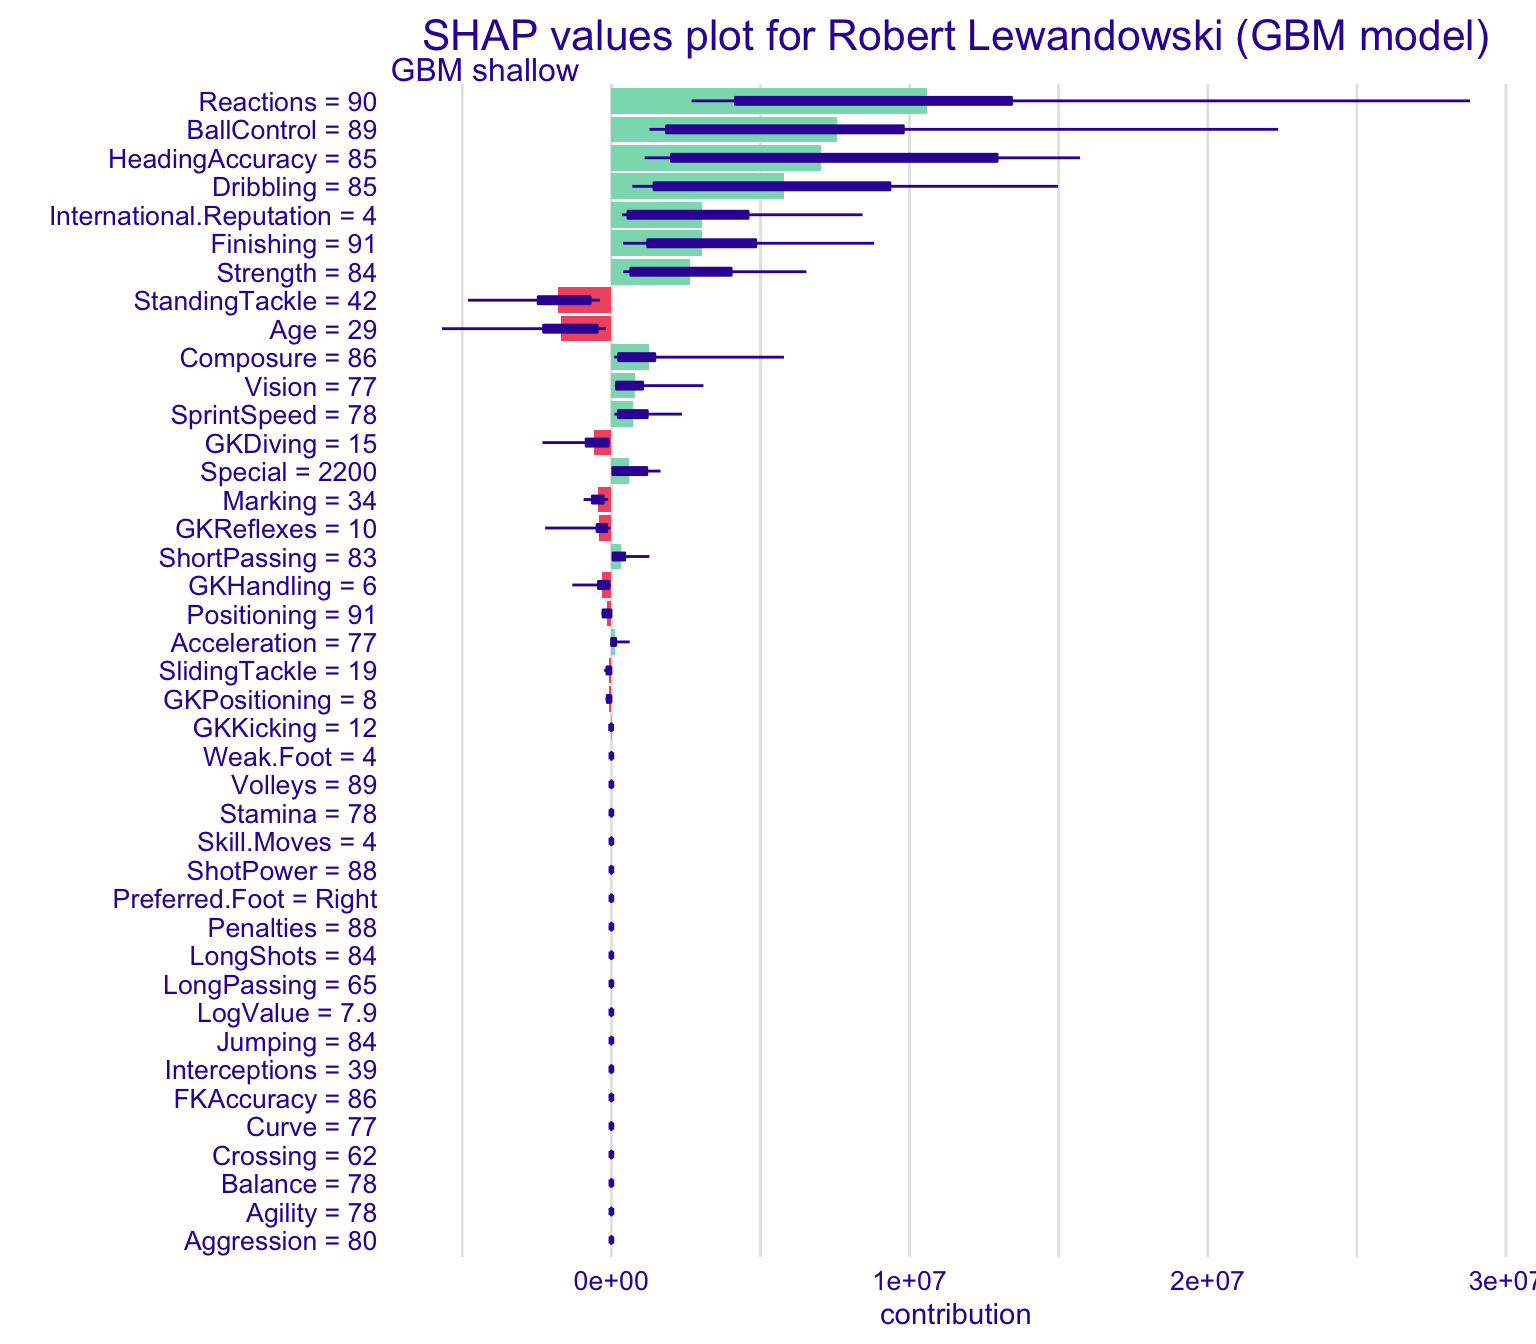 SHAP values plot for Robert Lewandowski (GBM model)
GBM shallow
Reactions = 90
BallControl = 89
HeadingAccuracy = 85
Dribbling = 85
International.Reputation = 4
Finishing = 91
Strength = 84
StandingTackle = 42
Age = 29
Composure = 86
Vision = 77
SprintSpeed = 78
GKDiving = 15
Special = 2200
Marking = 34
GKReflexes = 10
ShortPassing = 83
GKHandling = 6
Positioning = 91
Acceleration = 77
SlidingTackle = 19
GKPositioning = 8
GKKicking = 12
Weak.Foot = 4
Volleys = 89
Stamina = 78
Skill.Moves = 4
ShotPower = 88
Preferred.Foot = Right
Penalties = 88
LongShots = 84
LongPassing = 65
LogValue = 7.9
Jumping = 84
Interceptions = 39
FKAccuracy = 86
Curve = 77
Crossing = 62
Balance = 78
Agility = 78
Aggression = 80
0e+00 1e+07 2e+07 3e+07
contribution